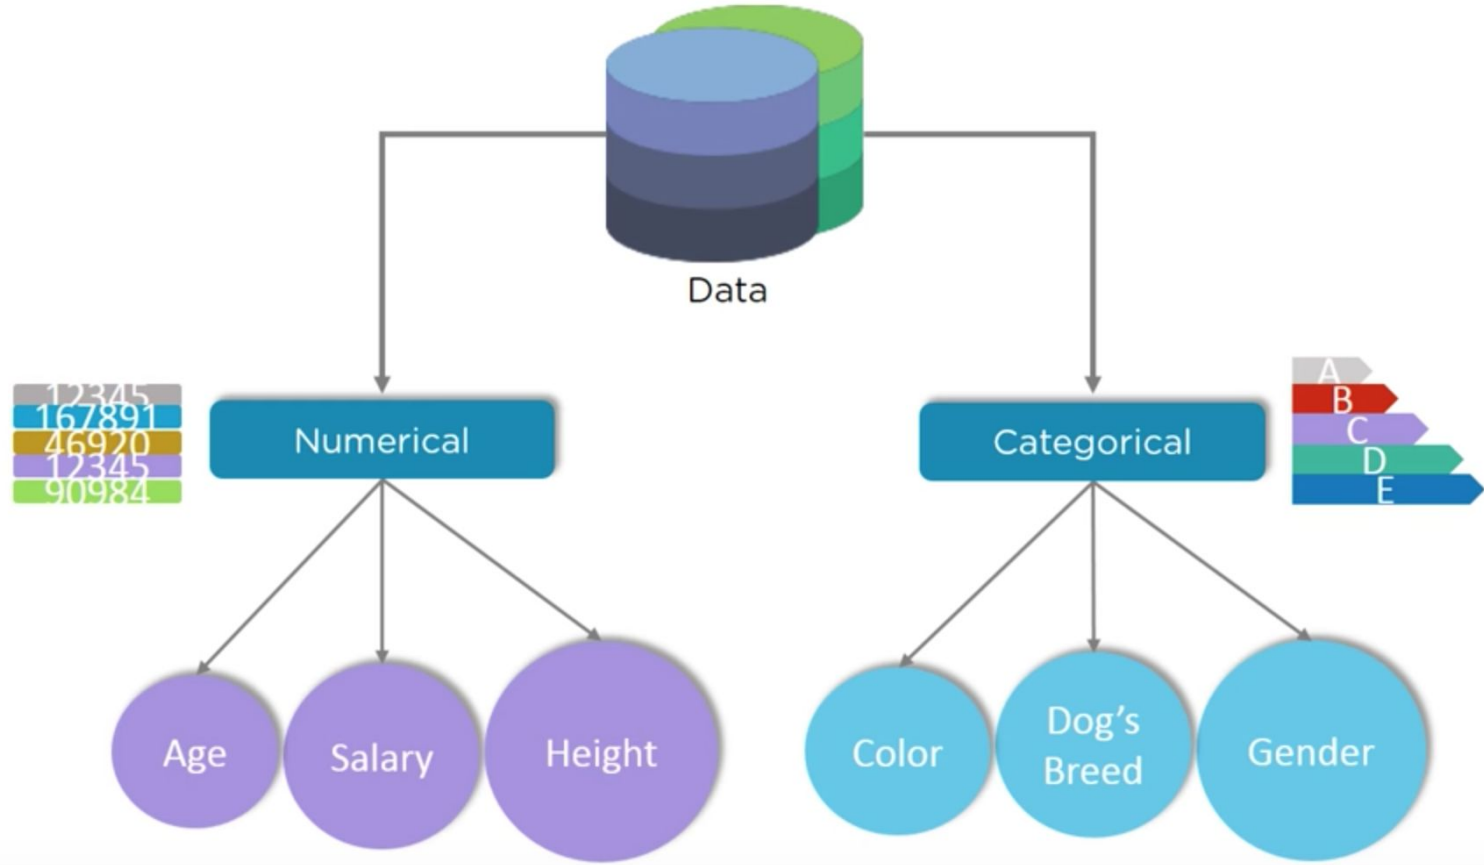 Data
12345
167891
46920
12345
90984
Numerical
Categorical
A
B
C
D
E
Age
Salary
Height
Color
Dog’s
Breed
Gender